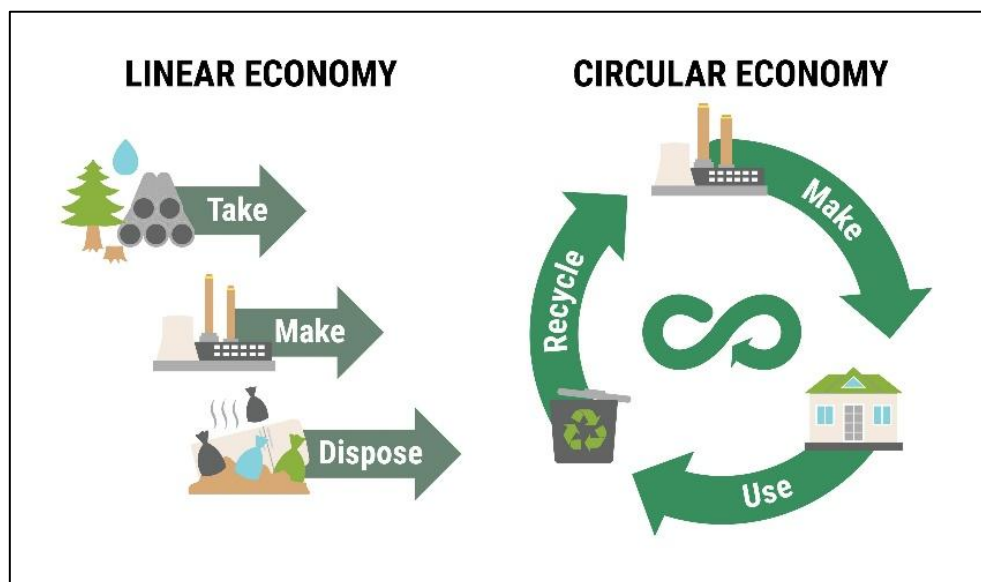 LINEAR ECONOMY
Take
Make
Dispose
CIRCULAR ECONOMY
Make
Use
Recycle